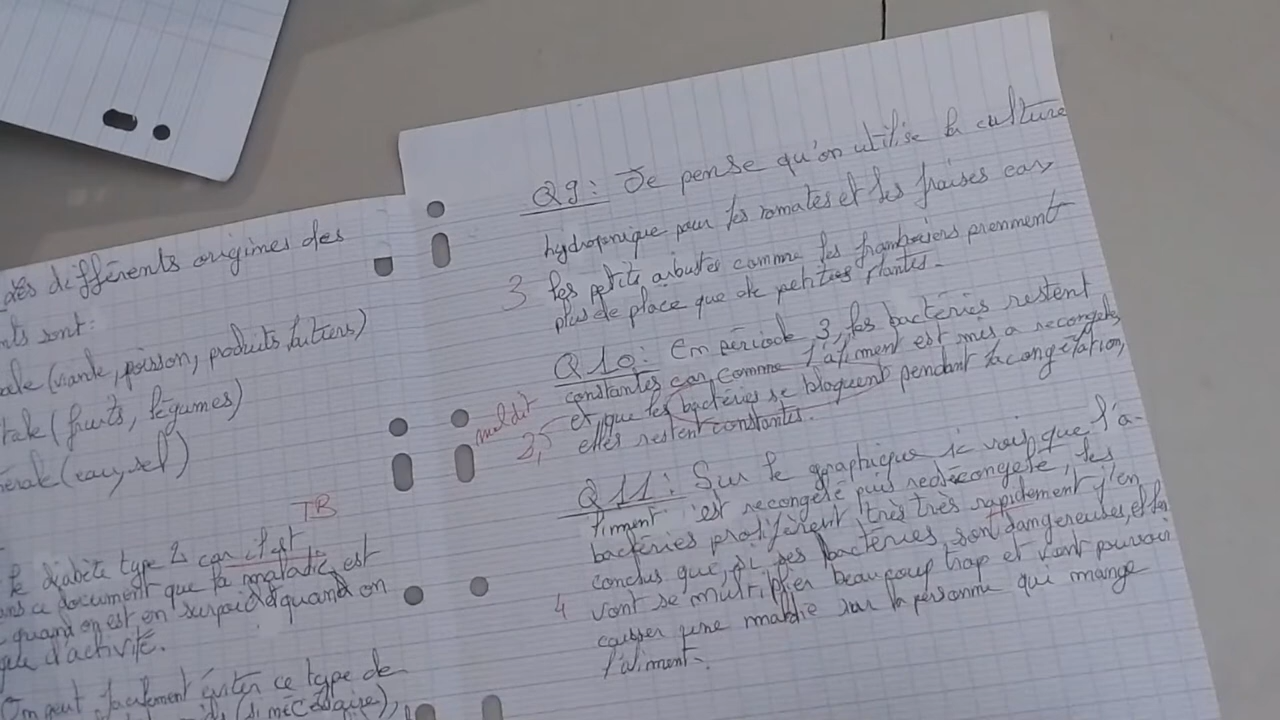 des différents origines des
nts sont:
ale (viande, poisson, produits laitiers)
tale (fruits, légumes)
érale (eau, sel)
TB
le diabète type 2 car c'est
ans ce document que la maladie est
quand on est en surpoid quand on
d'activité.
On peut facilement éviter ce type de
Q9: Je pense qu'on utilise la culture
hydroponique pour les tomates et les fraises car,
3 les petits arbustes comme les framboisiers prennent
plus de place que de petites plantes.
Q10: En période 3, les bactéries restent
constantes car, comme l'aliment est mis a recongeler,
mal dit et que les bactéries se bloquent pendant la congélation,
3,5 elles restent constantes.
Q11: Sur le graphique je vois que l'a-
liment est recongelé puis redécongelé, les
bactéries prolifèrent très très rapidement j'en
conclus que, si ses bactéries sont dangereuses, elles
4 vont se multiplier beaucoup trop et vont pouvoir
causer une maldie sur la personne qui mange
l'aliment.